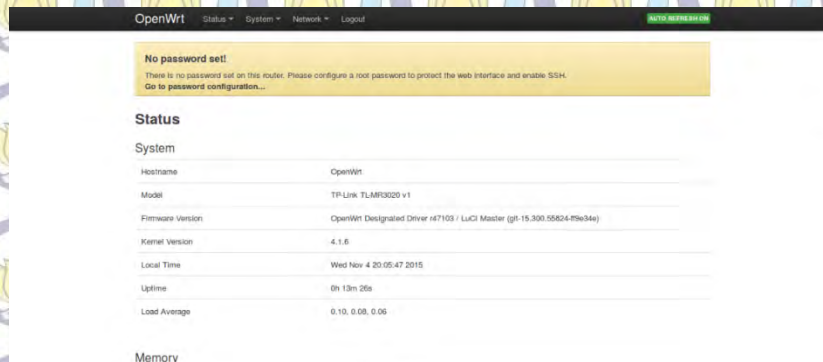 OpenWrt Status System Network Logout AUTO REFRESH ON
No password set!
There is no password set on this router. Please configure a root password to protect the web interface and enable SSH.
Go to password configuration...
Status
System
Hostname OpenWrt
Model TP-Link TL-MR3020 v1
Firmware Version OpenWrt Designated Driver r47103 / LuCI Master (git-15.300.55824-ff9e34e)
Kernel Version 4.1.6
Local Time Wed Nov 4 20:05:47 2015
Uptime 0h 13m 26s
Load Average 0.10, 0.08, 0.06
Memory